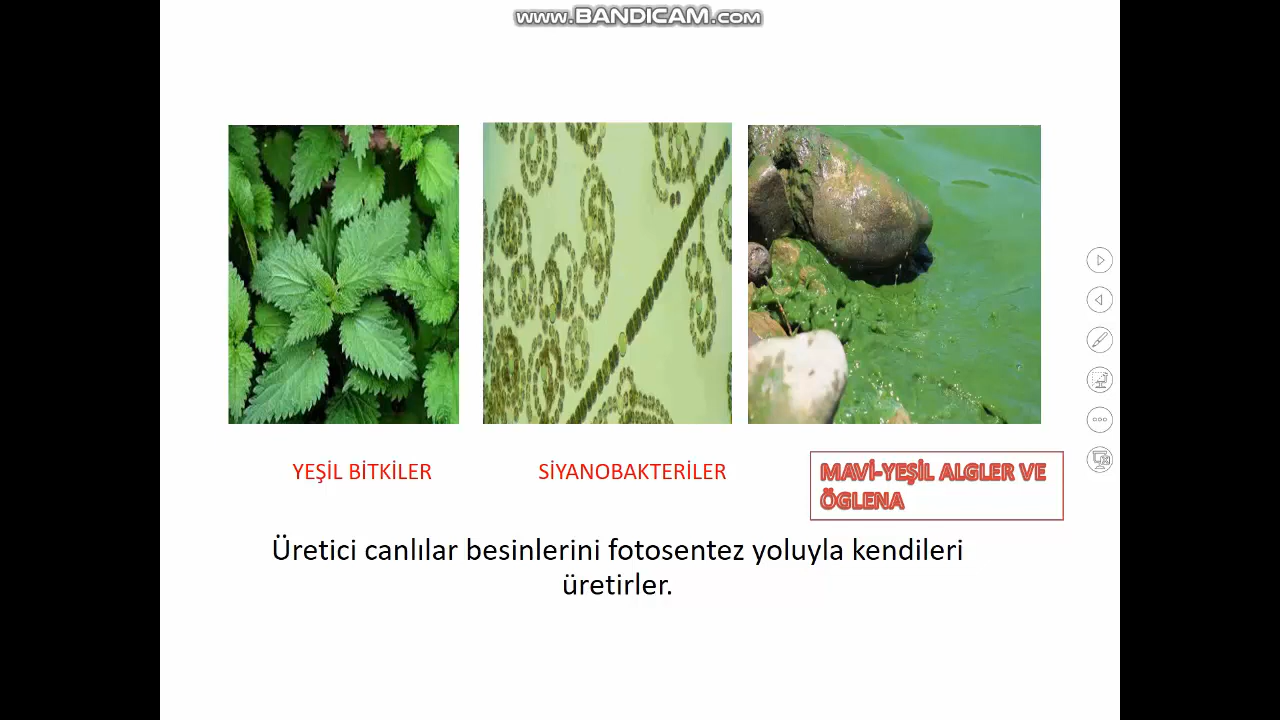 www.BANDICAM.com
YEŞİL BİTKİLER
SİYANOBAKTERİLER
MAVİ-YEŞİL ALGLER VE
ÖGLENA
Üretici canlılar besinlerini fotosentez yoluyla kendileri
üretirler.